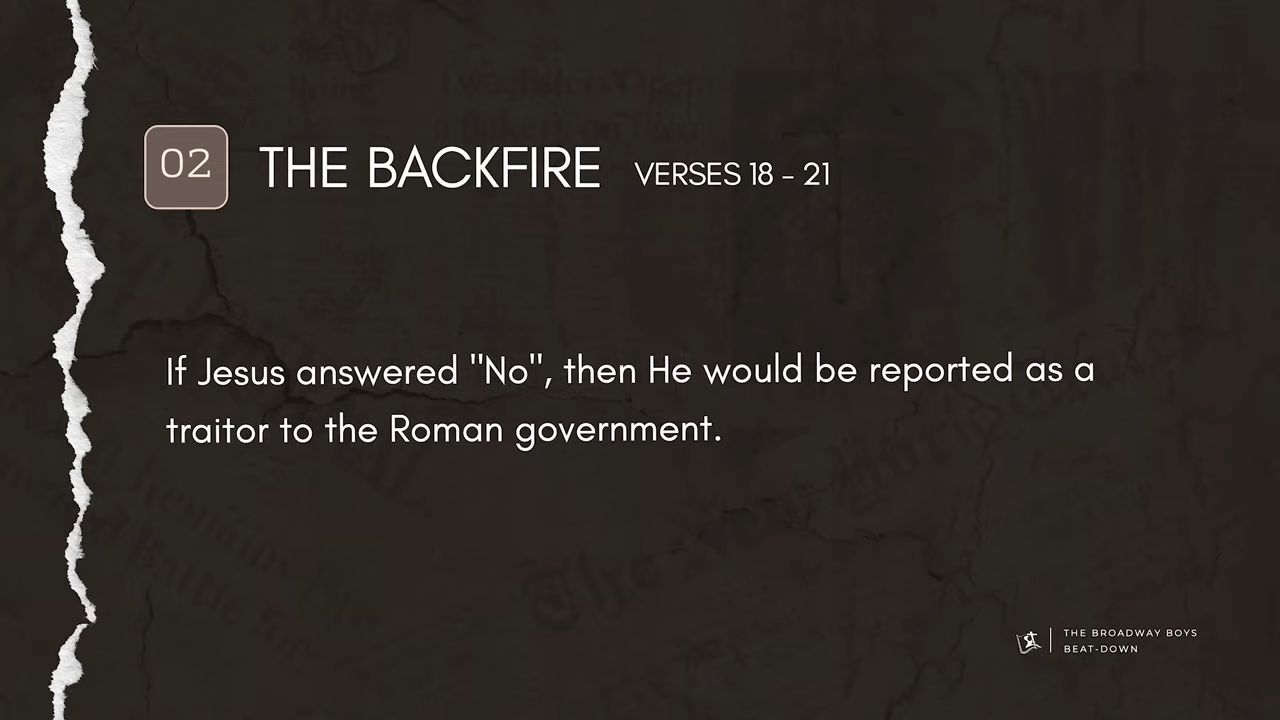 02 THE BACKFIRE VERSES 18 - 21
If Jesus answered "No", then He would be reported as a
traitor to the Roman government.
THE BROADWAY BOYS
BEAT-DOWN